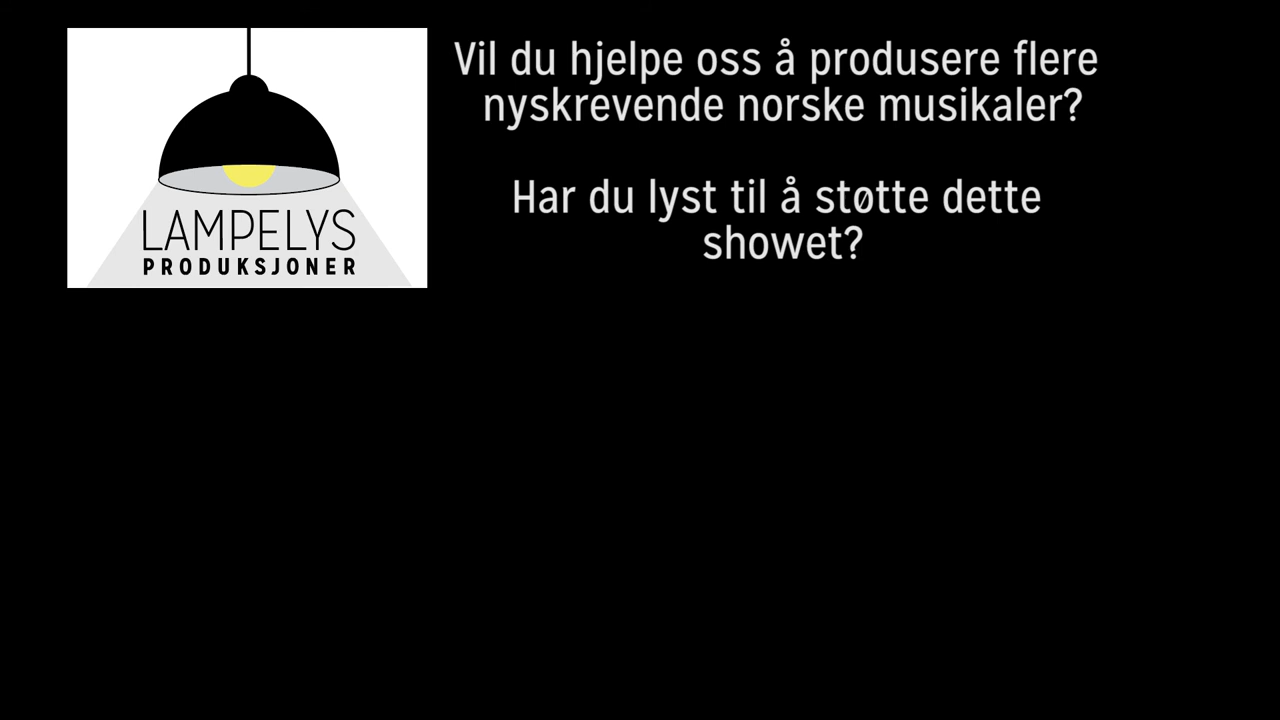 LAMPELYS
PRODUKSJONER
Vil du hjelpe oss å produsere flere
nyskrevende norske musikaler?
Har du lyst til å støtte dette
showet?